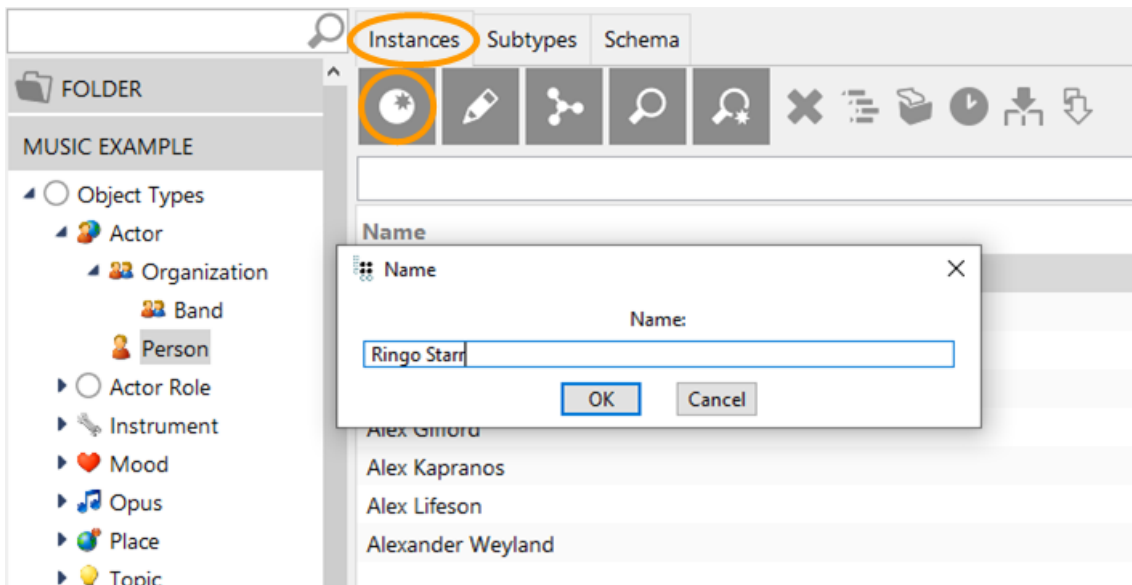 Instances Subtypes Schema
FOLDER
MUSIC EXAMPLE
Object Types
Actor
Organization
Band
Person
Actor Role
Instrument
Mood
Opus
Place
Topic
Name
Name
Name:
Ringo Starr
OK Cancel
Alex Gifford
Alex Kapranos
Alex Lifeson
Alexander Weyland